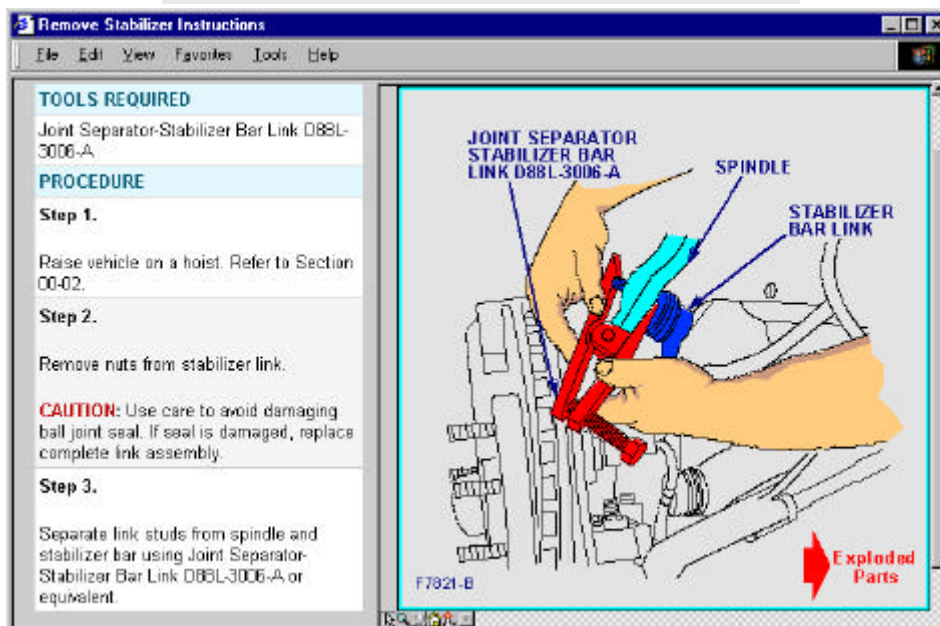 Remove Stabilizer Instructions
File Edit View Favorites Tools Help
TOOLS REQUIRED
Joint Separator-Stabilizer Bar Link D88L-
3006-A
PROCEDURE
Step 1.
Raise vehicle on a hoist. Refer to Section
00-02.
Step 2.
Remove nuts from stabilizer link.
CAUTION: Use care to avoid damaging
ball joint seal. If seal is damaged, replace
complete link assembly.
Step 3.
Separate link studs from spindle and
stabilizer bar using Joint Separator-
Stabilizer Bar Link D88L-3006-A or
equivalent.
JOINT SEPARATOR
STABILIZER BAR
LINK D88L-3006-A
SPINDLE
STABILIZER
BAR LINK
F7821-B
Exploded
Parts